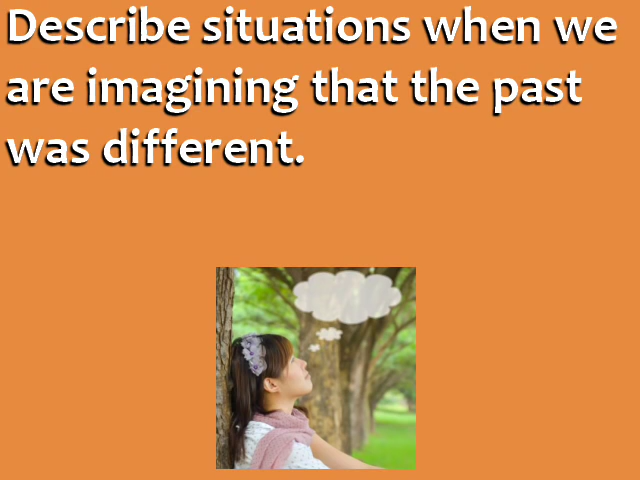 Describe situations when we
are imagining that the past
was different.